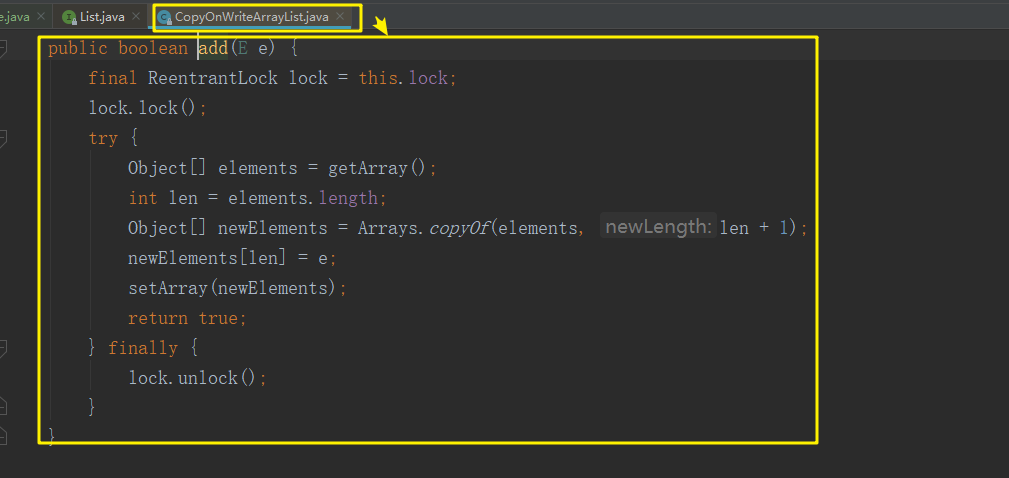 e.java
List.java
CopyOnWriteArrayList.java
public boolean add(E e) {
final ReentrantLock lock = this.lock;
lock.lock();
try {
Object[] elements = getArray();
int len = elements.length;
Object[] newElements = Arrays.copyOf(elements, newLength: len + 1);
newElements[len] = e;
setArray(newElements);
return true;
} finally {
lock.unlock();
}
}